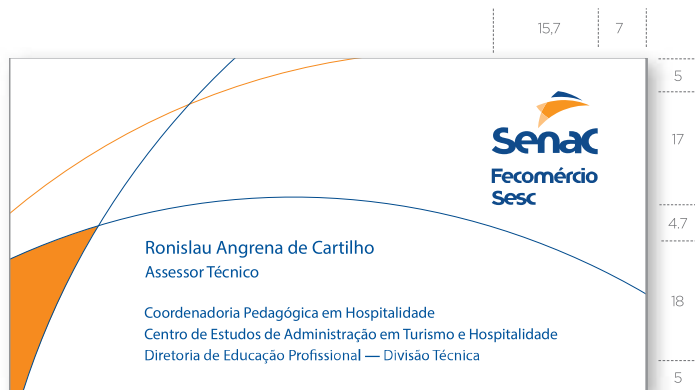 15,7
7
5
Senac
17
Fecomércio
Sesc
4.7
Ronislau Angrena de Cartilho
Assessor Técnico
18
Coordenadoria Pedagógica em Hospitalidade
Centro de Estudos de Administração em Turismo e Hospitalidade
Diretoria de Educação Profissional — Divisão Técnica
5